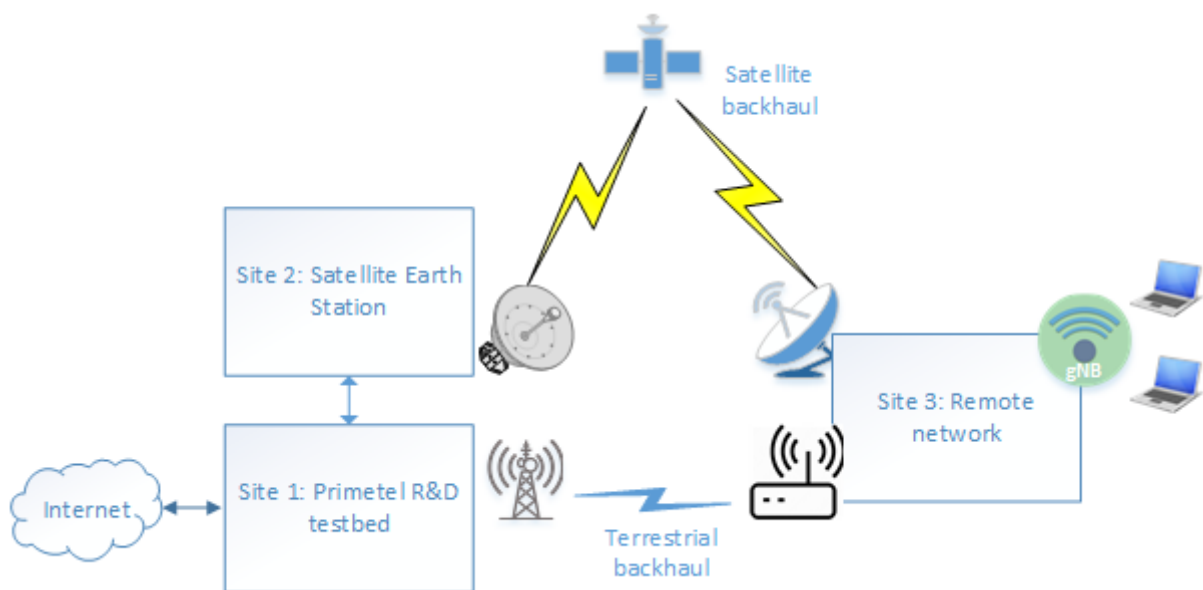 Satellite
backhaul
Site 2: Satellite Earth
Station
gNB
Site 3: Remote
network
Site 1: Primetel R&D
testbed
Internet
Terrestrial
backhaul